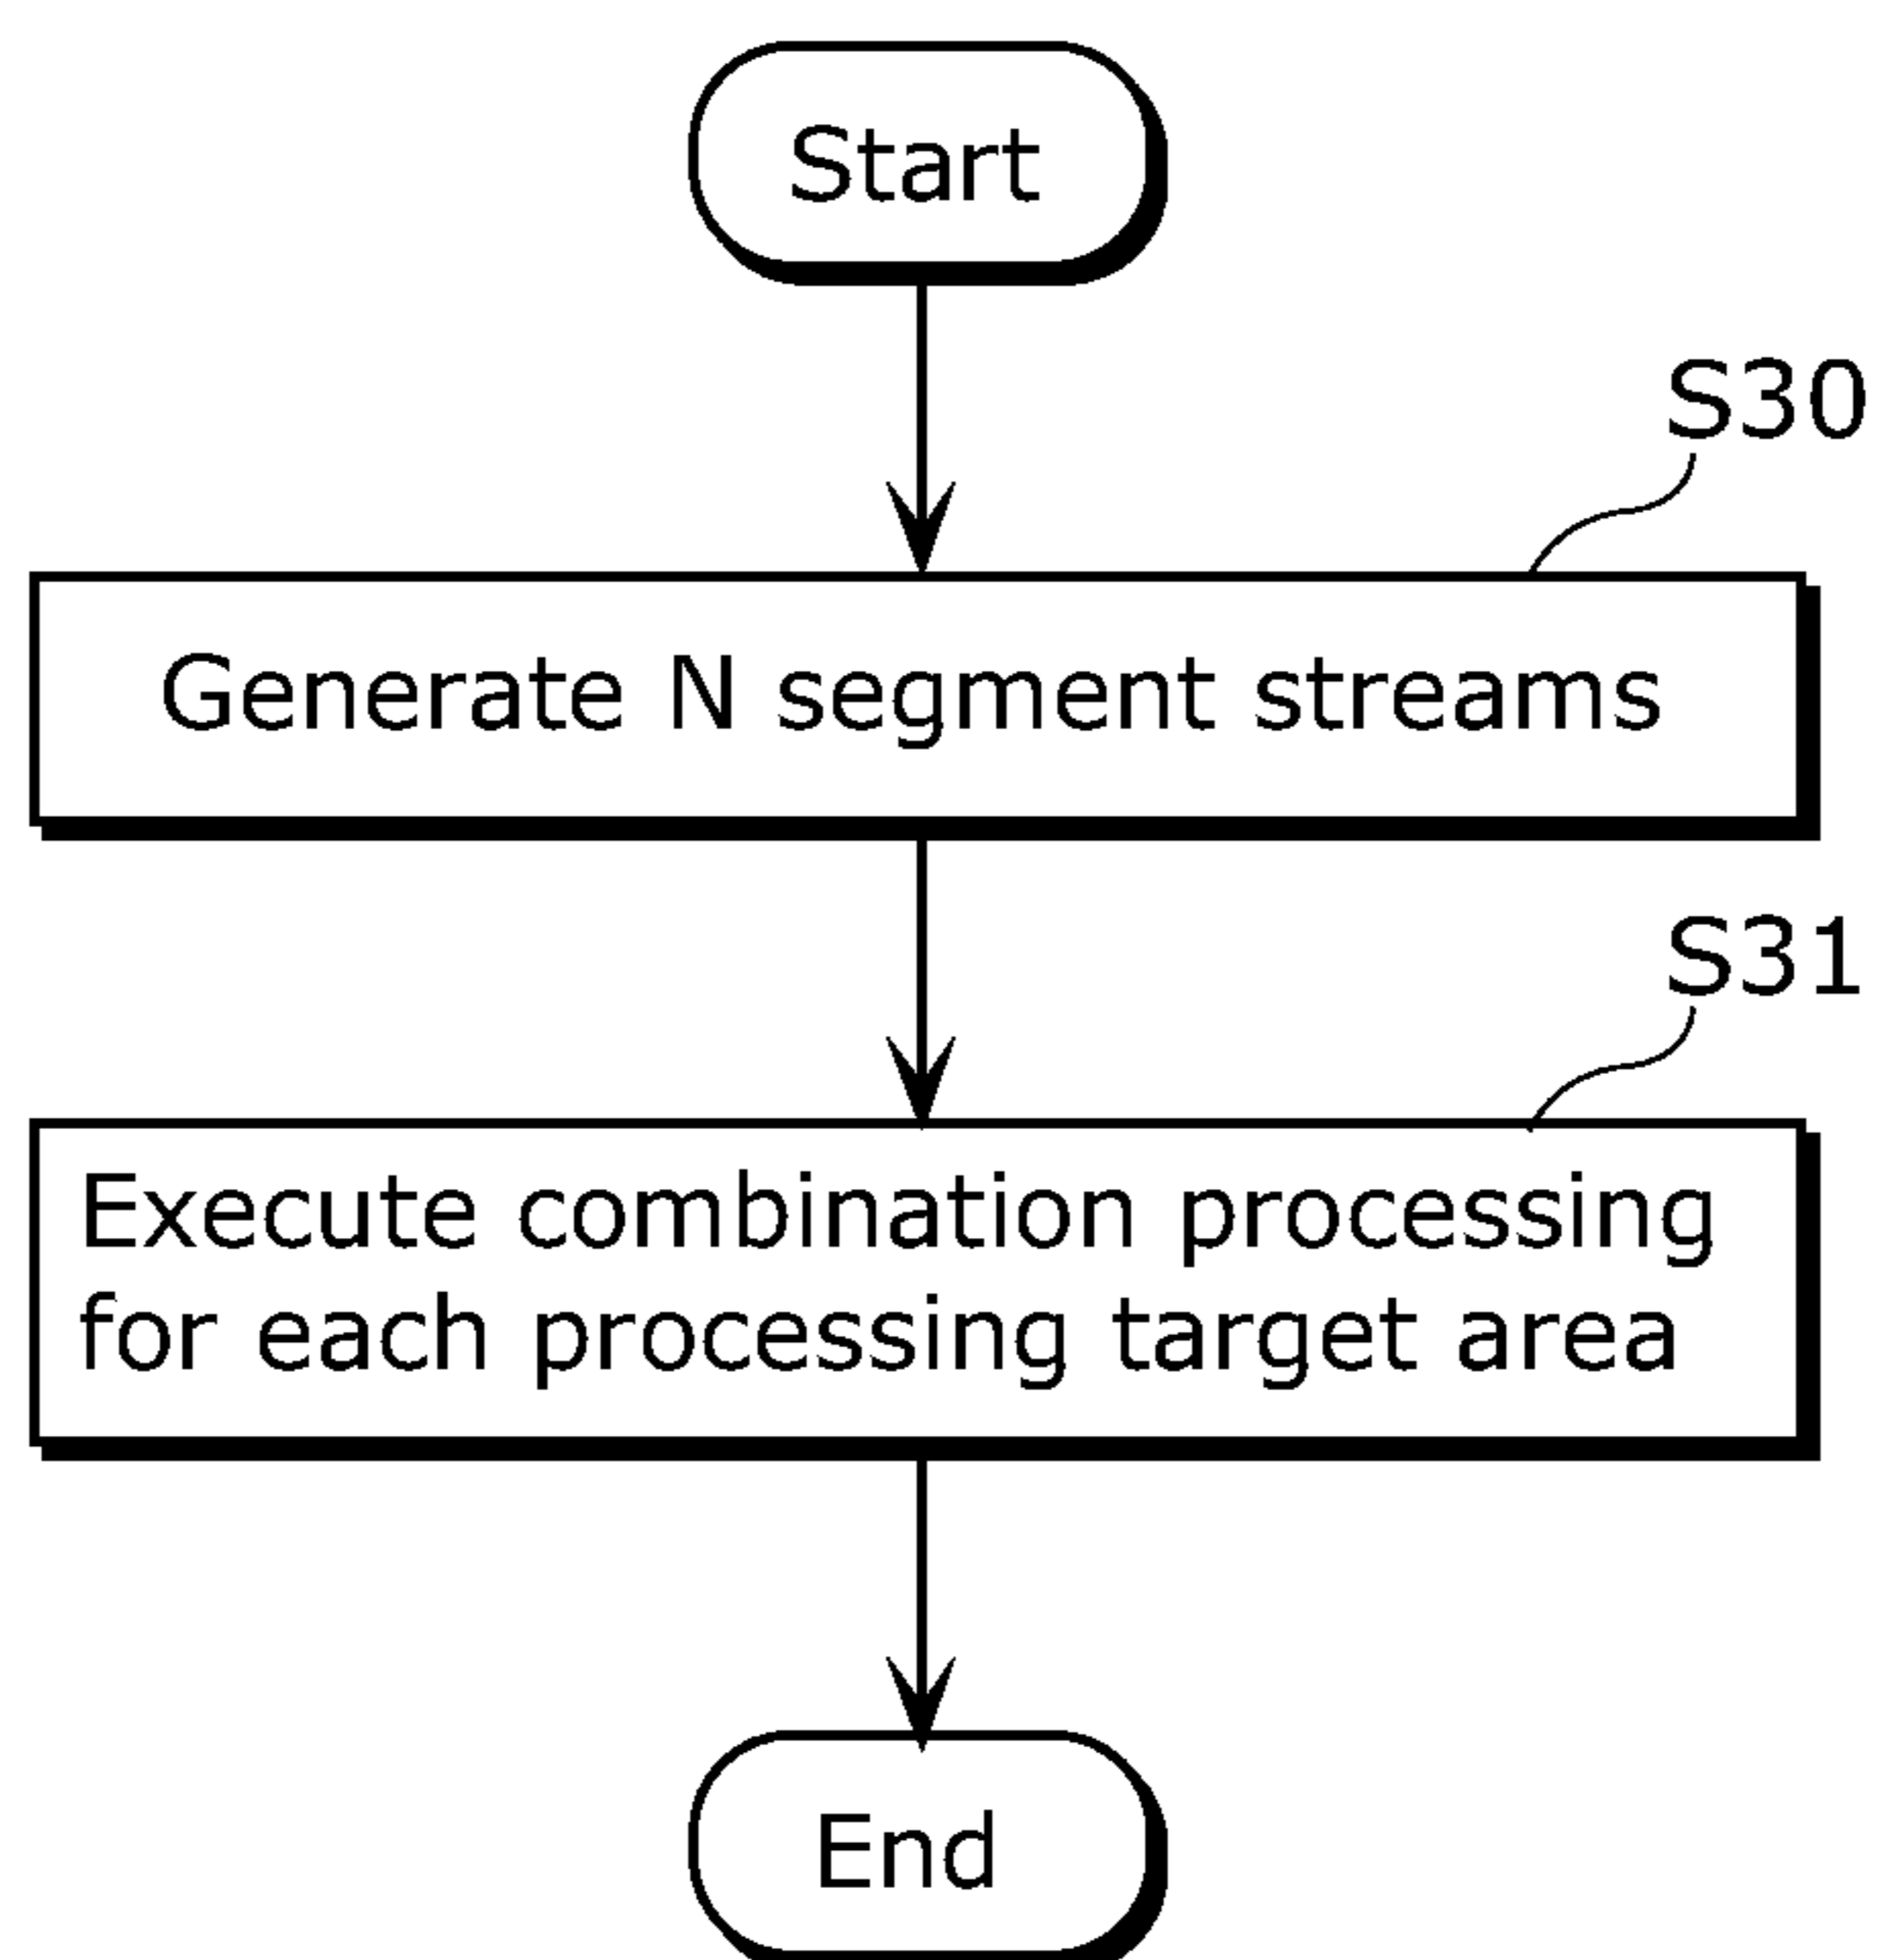 Start
S30
Generate N segment streams
S31
Execute combination processing
for each processing target area
End